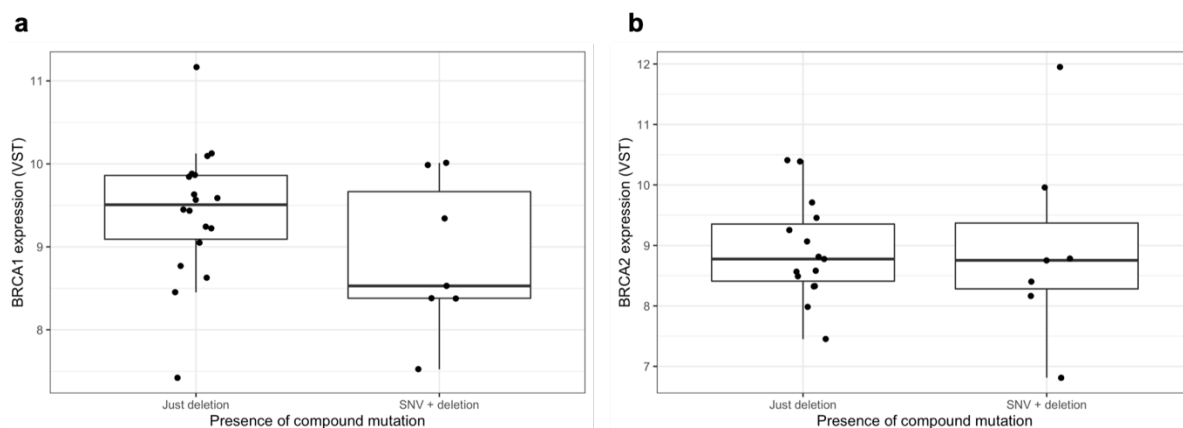 a
BRCA1 expression (VST)
11
10
9
8
Just deletion
SNV + deletion
Presence of compound mutation
b
BRCA2 expression (VST)
12
11
10
9
8
7
Just deletion
SNV + deletion
Presence of compound mutation